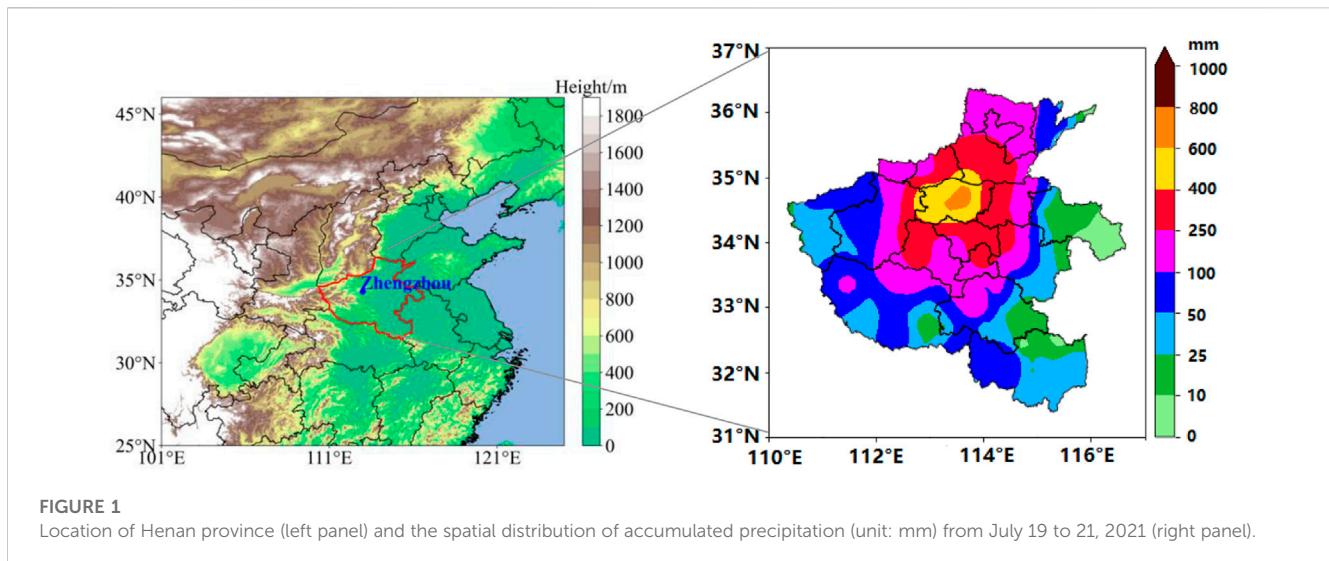 Height/m
45°N
40°N
35°N
30°N
25°N
101°E
111°E
121°E
Zhengzhou
1800
1600
1400
1200
1000
800
600
400
200
0
37°N
36°N
35°N
34°N
33°N
32°N
31°N
110°E
112°E
114°E
116°E
mm
1000
800
600
400
250
100
50
25
10
0
FIGURE 1
Location of Henan province (left panel) and the spatial distribution of accumulated precipitation (unit: mm) from July 19 to 21, 2021 (right panel).